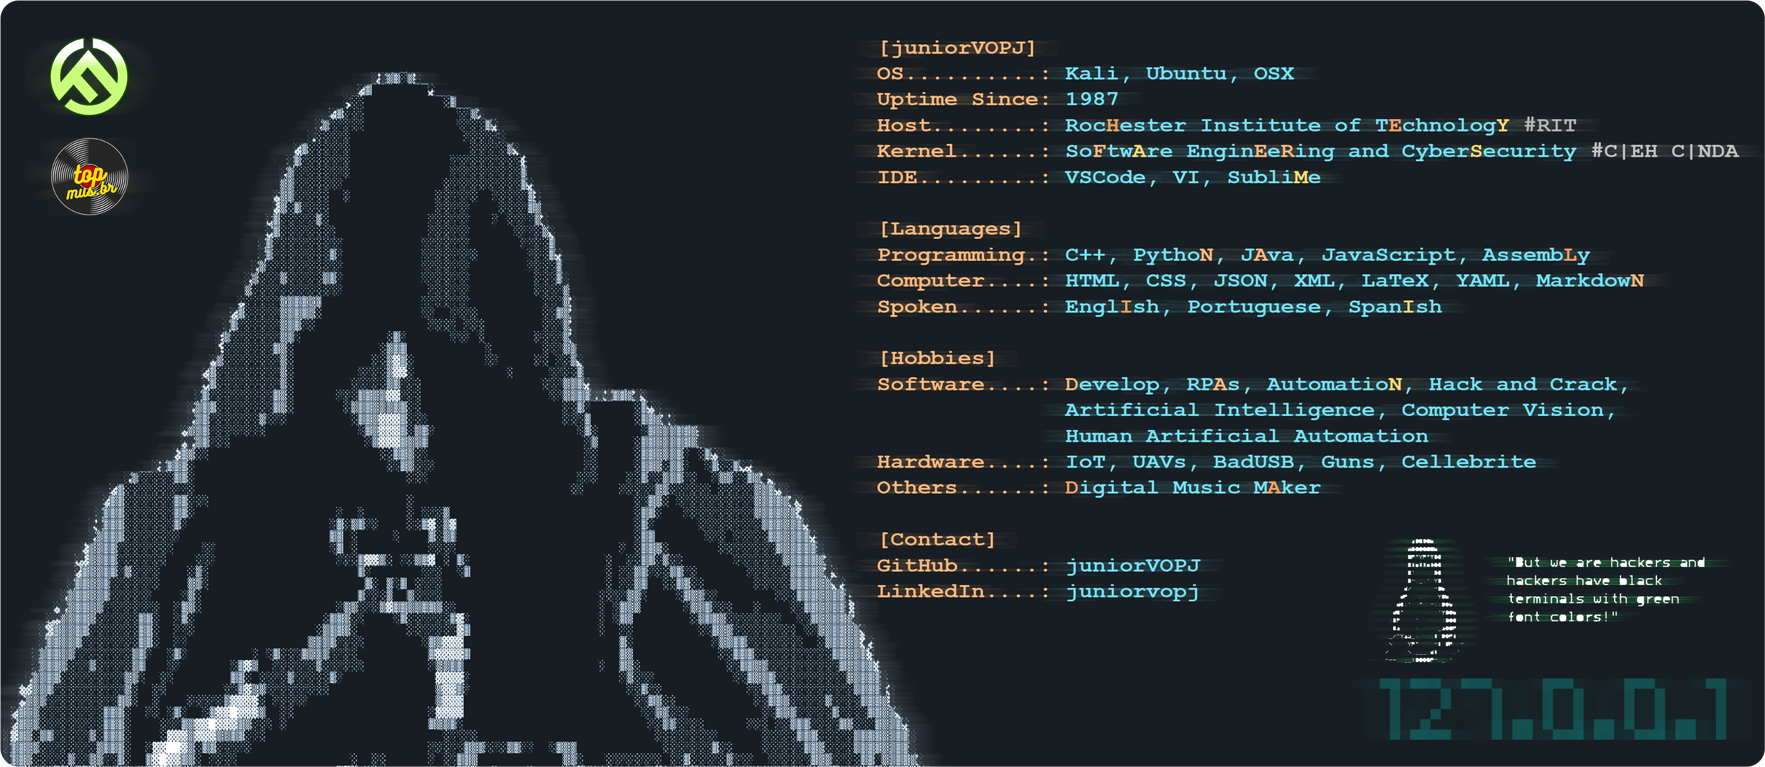 top
mus.br
[juniorVOPJ]
OS..........: Kali, Ubuntu, OSX
Uptime Since: 1987
Host........: RocHester Institute of TEchnologY #RIT
Kernel......: SoFtwAre EnginEeRing and CyberSecurity #C|EH C|NDA
IDE.........: VSCode, VI, SubliMe
[Languages]
Programming.: C++, PythoN, JAva, JavaScript, AssembLy
Computer....: HTML, CSS, JSON, XML, LaTeX, YAML, MarkdowN
Spoken......: EnglIsh, Portuguese, SpanIsh
[Hobbies]
Software....: Develop, RPAs, AutomatioN, Hack and Crack,
Artificial Intelligence, Computer Vision,
Human Artificial Automation
Hardware....: IoT, UAVs, BadUSB, Guns, Cellebrite
Others......: Digital Music MAker
[Contact]
GitHub......: juniorVOPJ
LinkedIn....: juniorvopj
"But we are hackers and
hackers have black
terminals with green
font colors!"
127.0.0.1